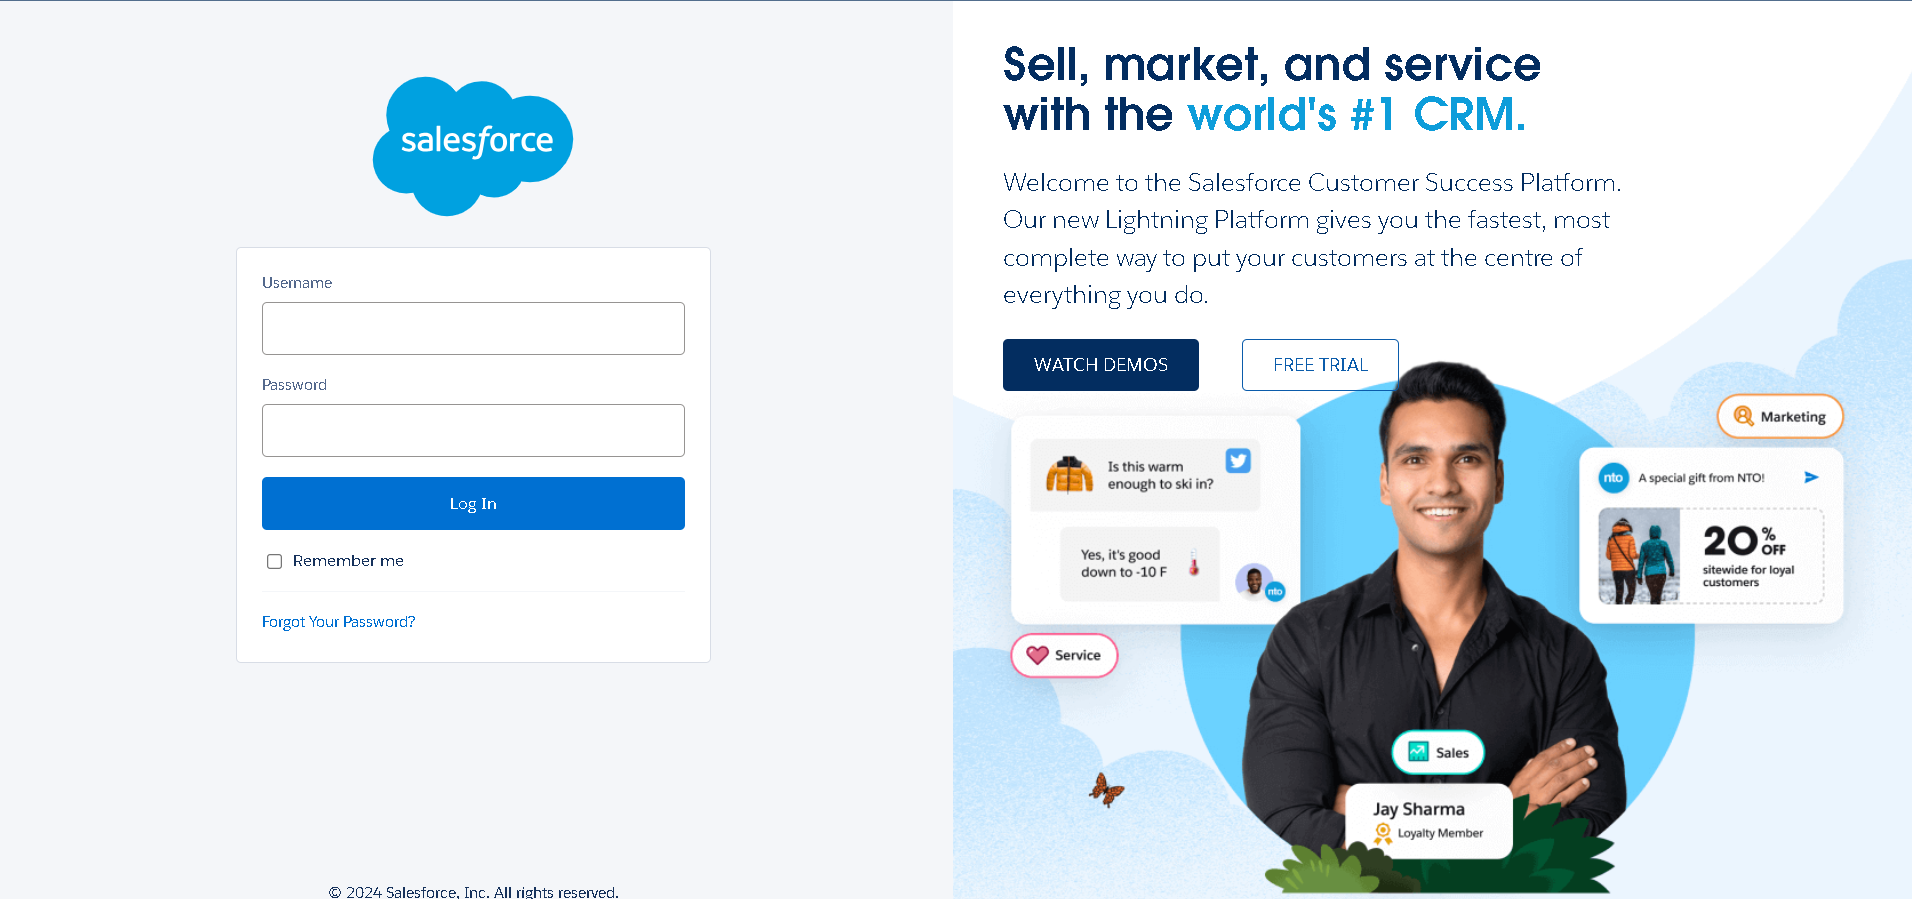 salesforce
Username
Password
Log In
Remember me
Forgot Your Password?
© 2024 Salesforce, Inc. All rights reserved.
Sell, market, and service
with the world's #1 CRM.
Welcome to the Salesforce Customer Success Platform.
Our new Lightning Platform gives you the fastest, most
complete way to put your customers at the centre of
everything you do.
WATCH DEMOS
FREE TRIAL
Is this warm
enough to ski in?
Yes, it's good
down to -10 F
nto
Service
Marketing
nto
A special gift from NTO!
20% OFF
sitewide for loyal
customers
Sales
Jay Sharma
Loyalty Member